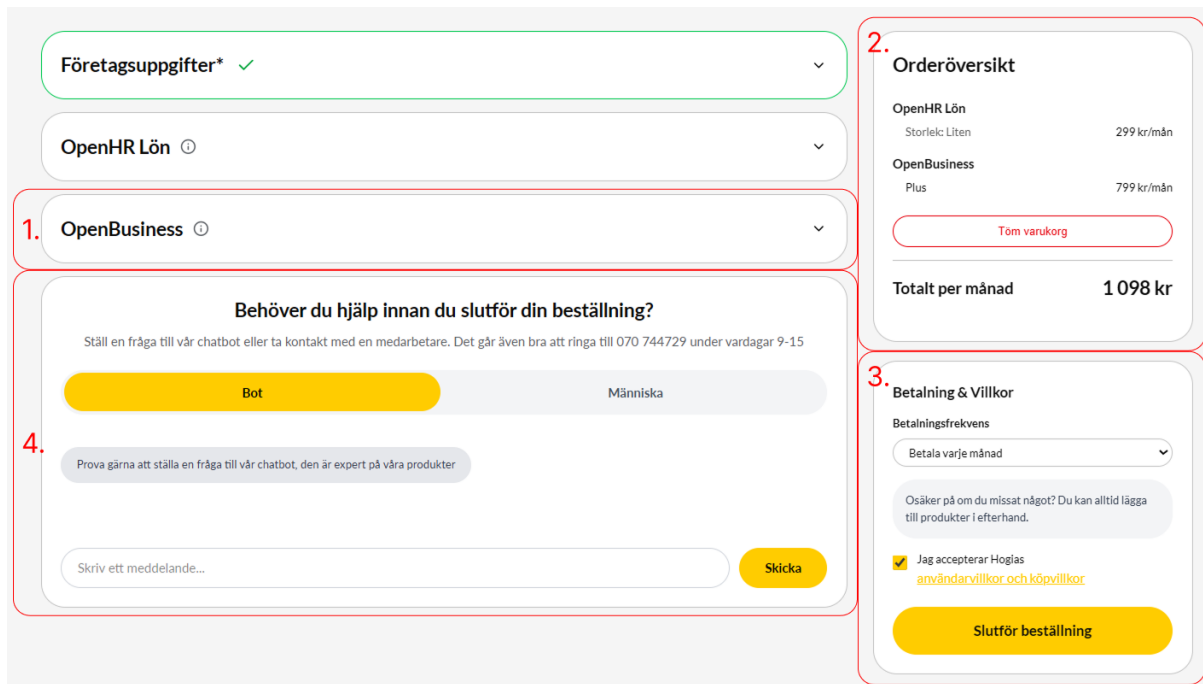 Företagsuppgifter*
OpenHR Lön
1.
OpenBusiness
4.
Behöver du hjälp innan du slutför din beställning?
Ställ en fråga till vår chatbot eller ta kontakt med en medarbetare. Det går även bra att ringa till 070 744729 under vardagar 9-15
Bot Människa
Prova gärna att ställa en fråga till vår chatbot, den är expert på våra produkter
Skriv ett meddelande... Skicka
2.
Orderöversikt
OpenHR Lön
Storlek: Liten 299 kr/mån
OpenBusiness
Plus 799 kr/mån
Töm varukorg
Totalt per månad 1 098 kr
3.
Betalning & Villkor
Betalningsfrekvens
Betala varje månad
Osäker på om du missat något? Du kan alltid lägga
till produkter i efterhand.
Jag accepterar Hogias
användarvillkor och köpvillkor
Slutför beställning